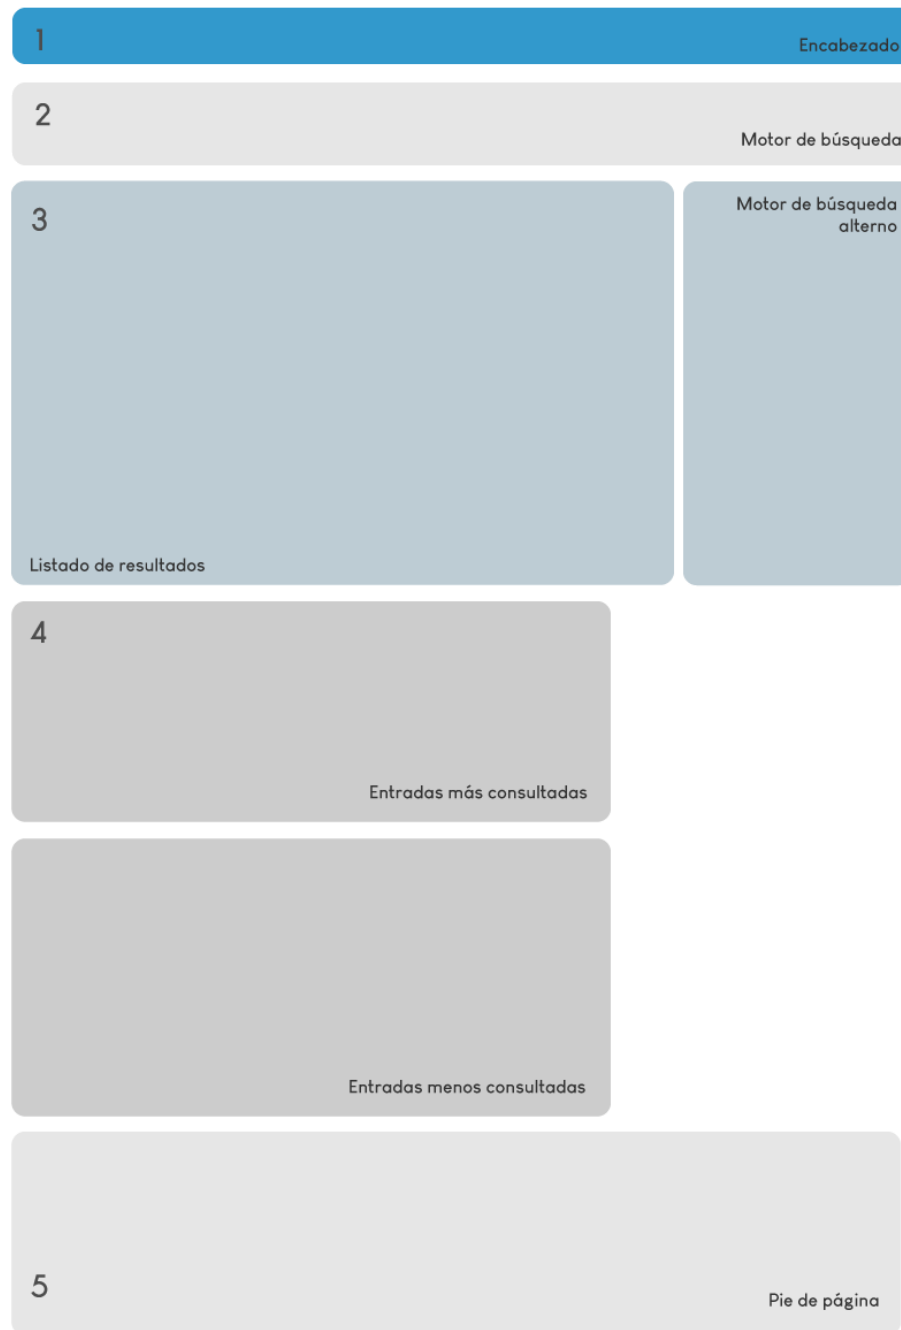 1
Encabezado
2
Motor de búsqueda
3
Motor de búsqueda
alterno
Listado de resultados
4
Entradas más consultadas
Entradas menos consultadas
5
Pie de página